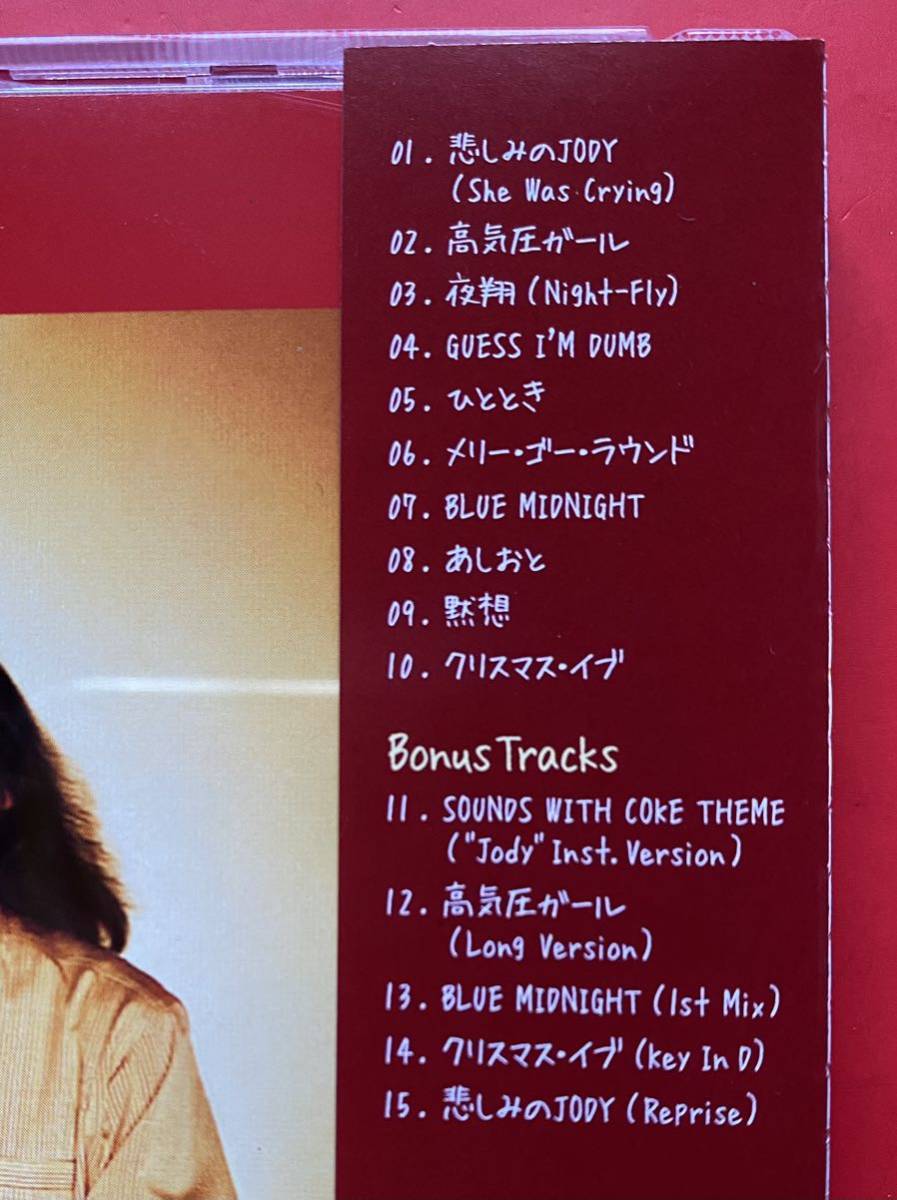 01. 悲しみのJODY
(She Was Crying)
02. 高気圧ガール
03. 夜翔 (Night-Fly)
04. GUESS I'M DUMB
05. ひととき
06. メリー・ゴー・ラウンド
07. BLUE MIDNIGHT
08. あしおと
09. 黙想
10. クリスマス・イブ
Bonus Tracks
11. SOUNDS WITH COKE THEME
("Jody" Inst. Version)
12. 高気圧ガール
(Long Version)
13. BLUE MIDNIGHT (1st Mix)
14. クリスマス・イブ (key In D)
15. 悲しみのJODY (Reprise)